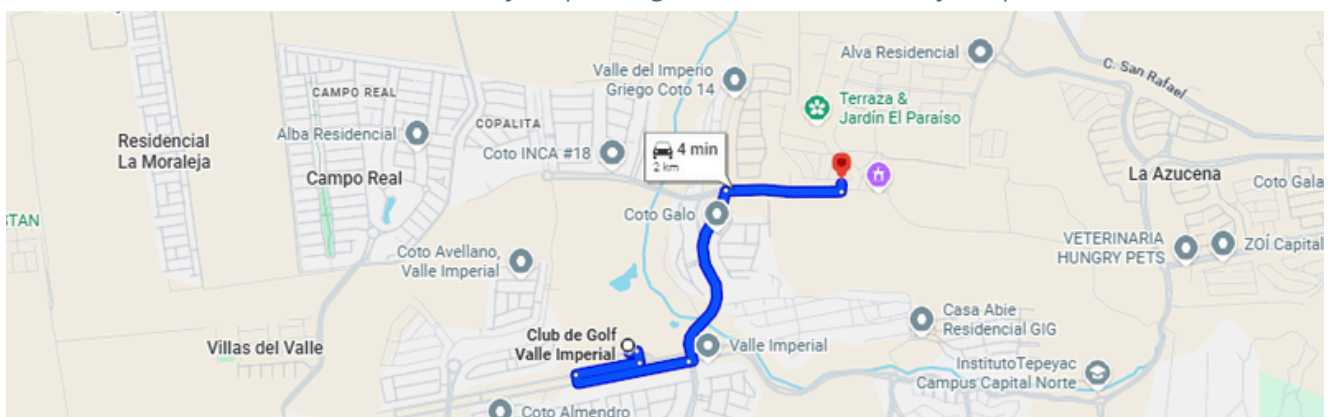 Alva Residencial
C. San Rafael
Valle del Imperio
Griego Coto 14
CAMPO REAL
Terraza &
Jardín El Paraíso
Alba Residencial
COPALITA
Residencial
La Moraleja
Coto INCA #18
4 min
2 km
Campo Real
La Azucena
Coto Gala
STAN
Coto Galo
VETERINARIA
HUNGRY PETS
ZOÍ Capital
Coto Avellano,
Valle Imperial
Casa Abie
Residencial GIG
Club de Golf
Valle Imperial
Valle Imperial
Villas del Valle
InstitutoTepeyac
Campus Capital Norte
Coto Almendro